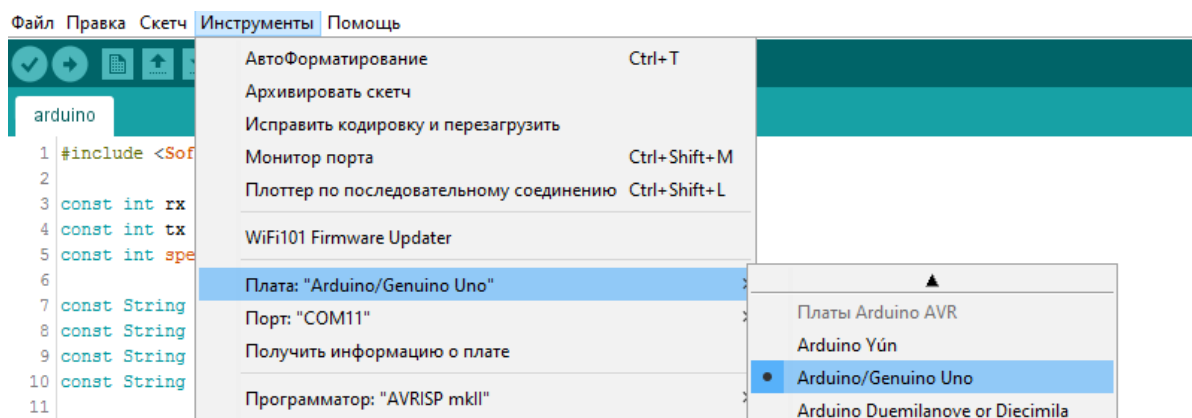 Файл Правка Скетч Инструменты Помощь
АвтоФорматирование Ctrl+T
Архивировать скетч
Исправить кодировку и перезагрузить
Монитор порта Ctrl+Shift+M
Плоттер по последовательному соединению Ctrl+Shift+L
WiFi101 Firmware Updater
Плата: "Arduino/Genuino Uno"
Порт: "COM11"
Получить информацию о плате
Программатор: "AVRISP mkII"
Платы Arduino AVR
Arduino Yún
Arduino/Genuino Uno
Arduino Duemilanove or Diecimila
arduino
1 #include <Sof
2
3 const int rx
4 const int tx
5 const int spe
6
7 const String
8 const String
9 const String
10 const String
11